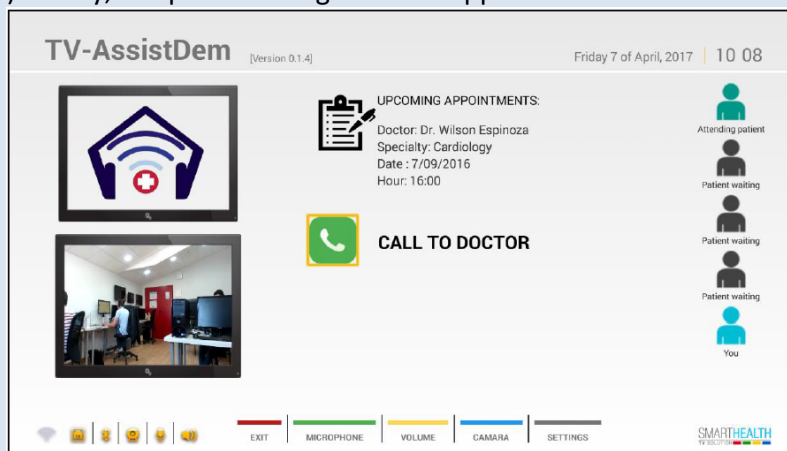 TV-AssistDem [Version 0.1.4]
Friday 7 of April, 2017 | 10 08
UPCOMING APPOINTMENTS:
Doctor: Dr. Wilson Espinoza
Specialty: Cardiology
Date : 7/09/2016
Hour: 16:00
CALL TO DOCTOR
Attending patient
Patient waiting
Patient waiting
Patient waiting
You
EXIT
MICROPHONE
VOLUME
CAMARA
SETTINGS
SMARTHEALTH